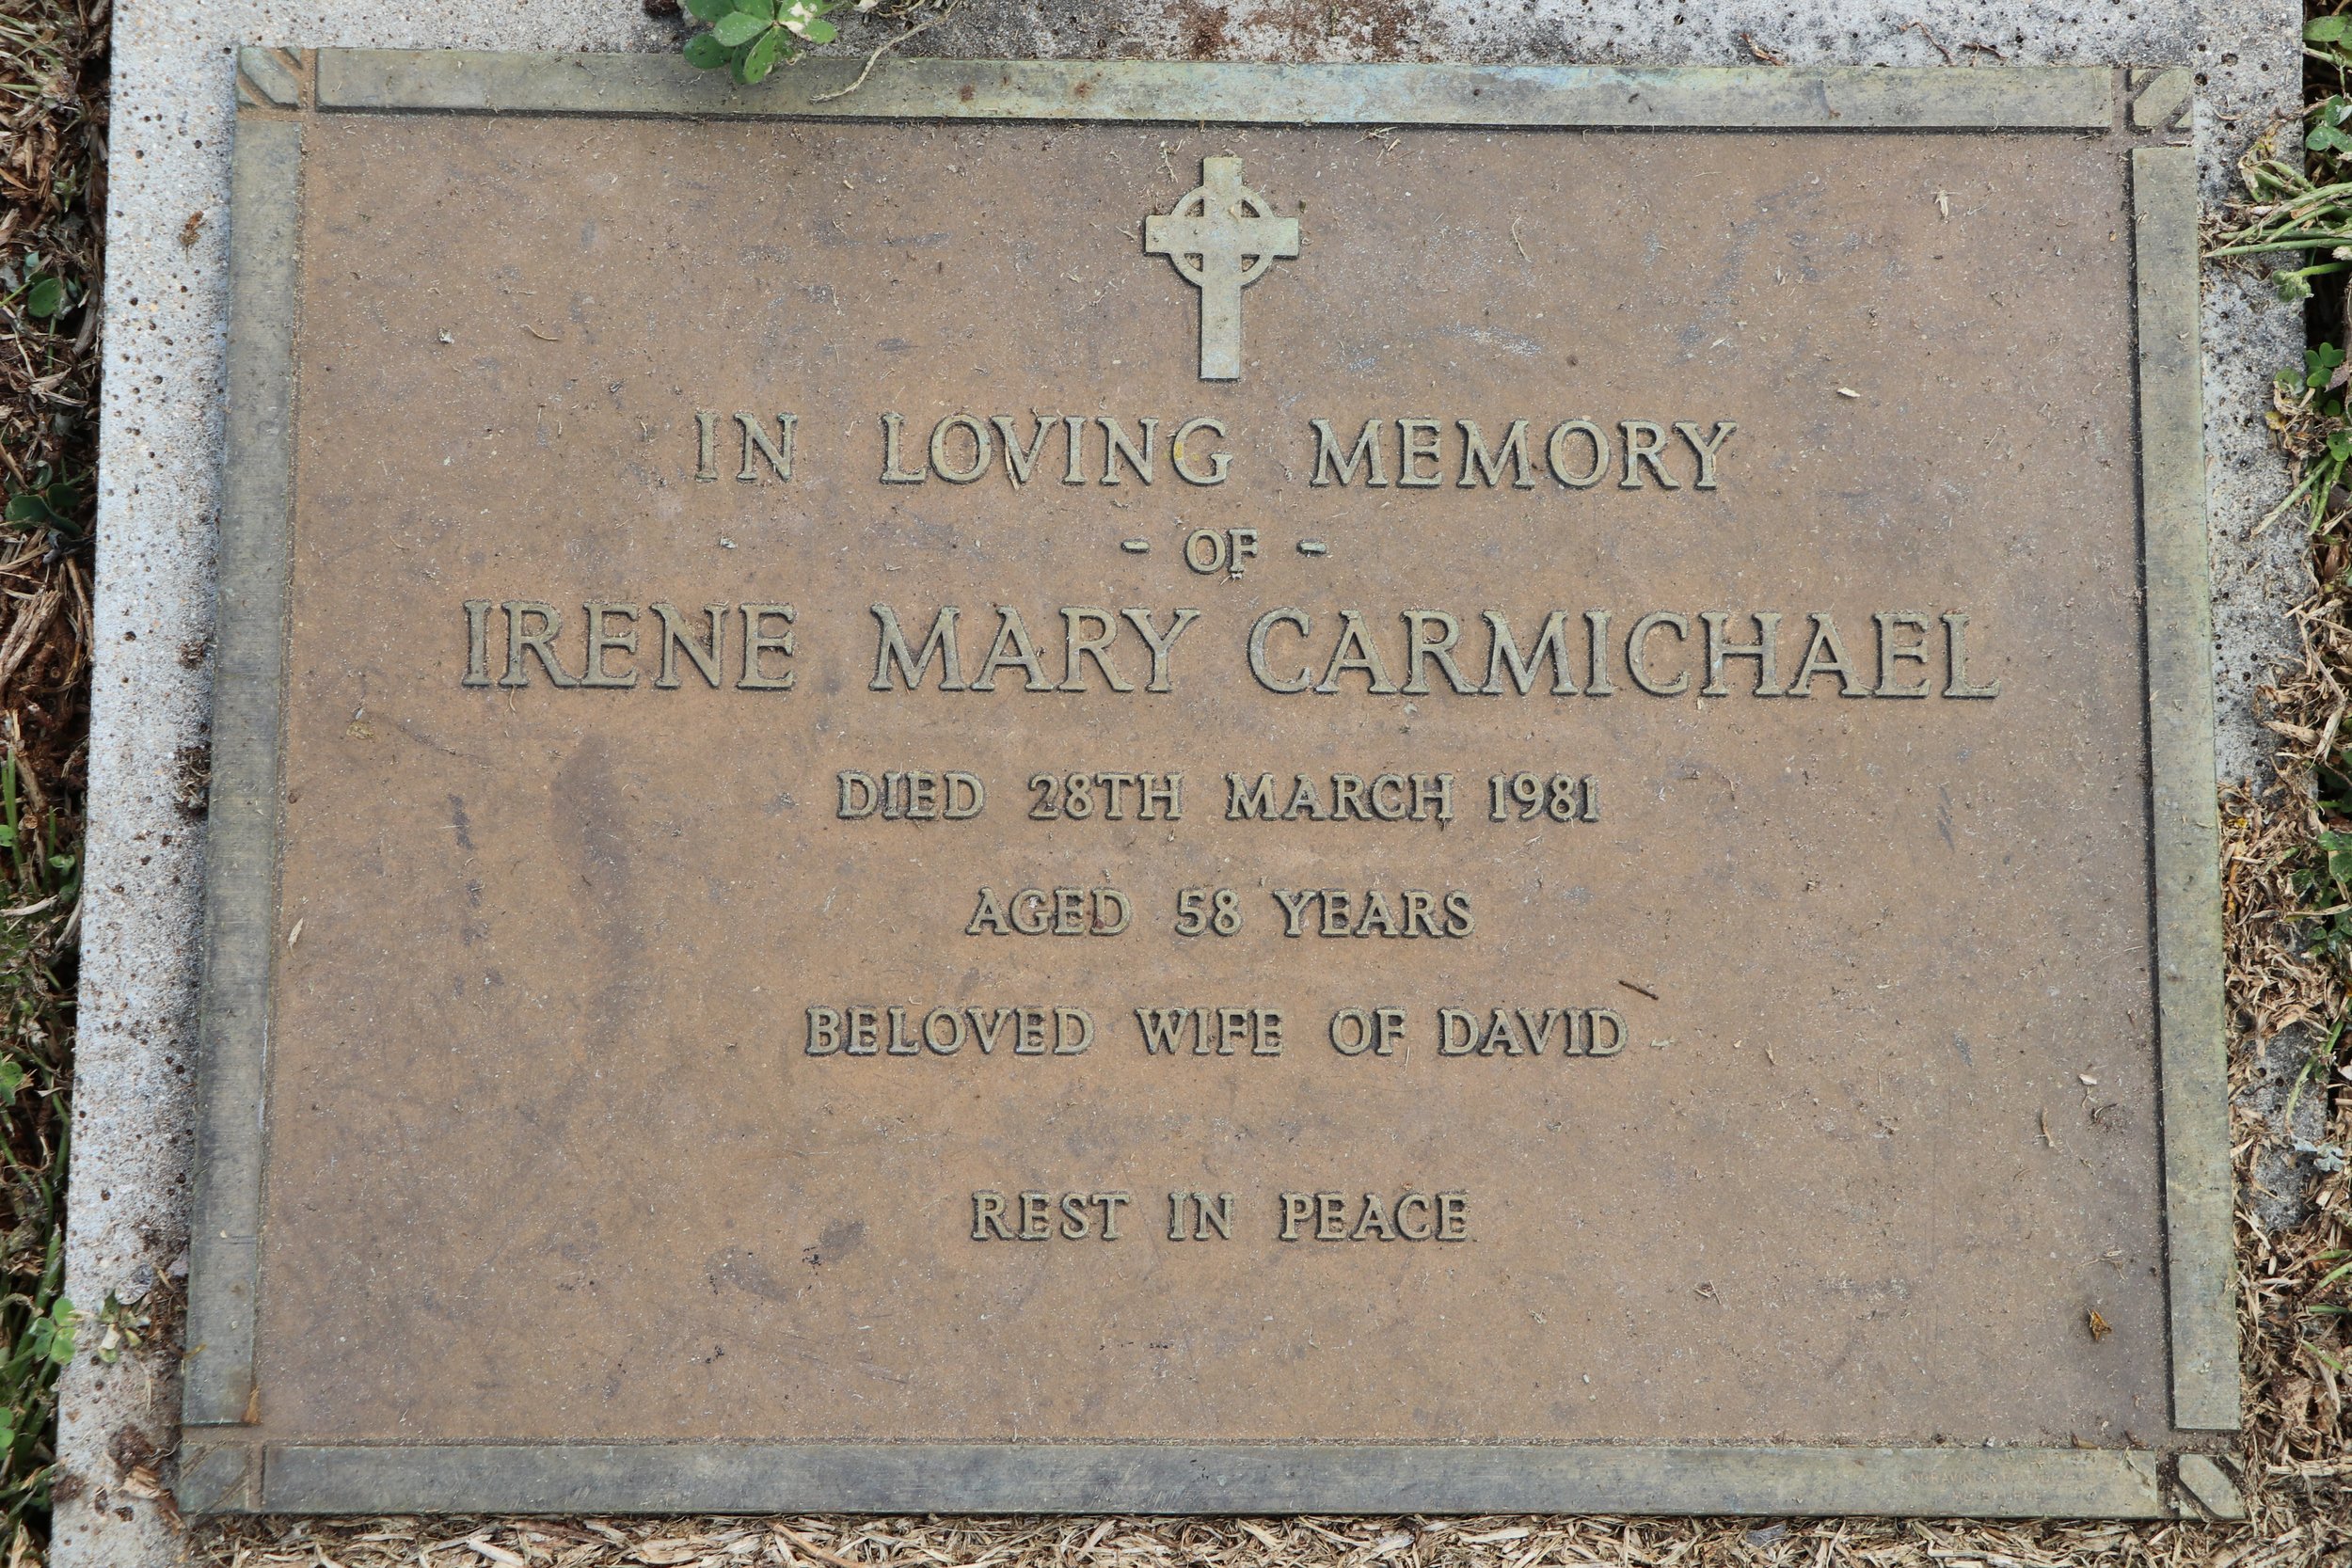 IN LOVING MEMORY
- OF -
IRENE MARY CARMICHAEL
DIED 28TH MARCH 1981
AGED 58 YEARS
BELOVED WIFE OF DAVID
REST IN PEACE